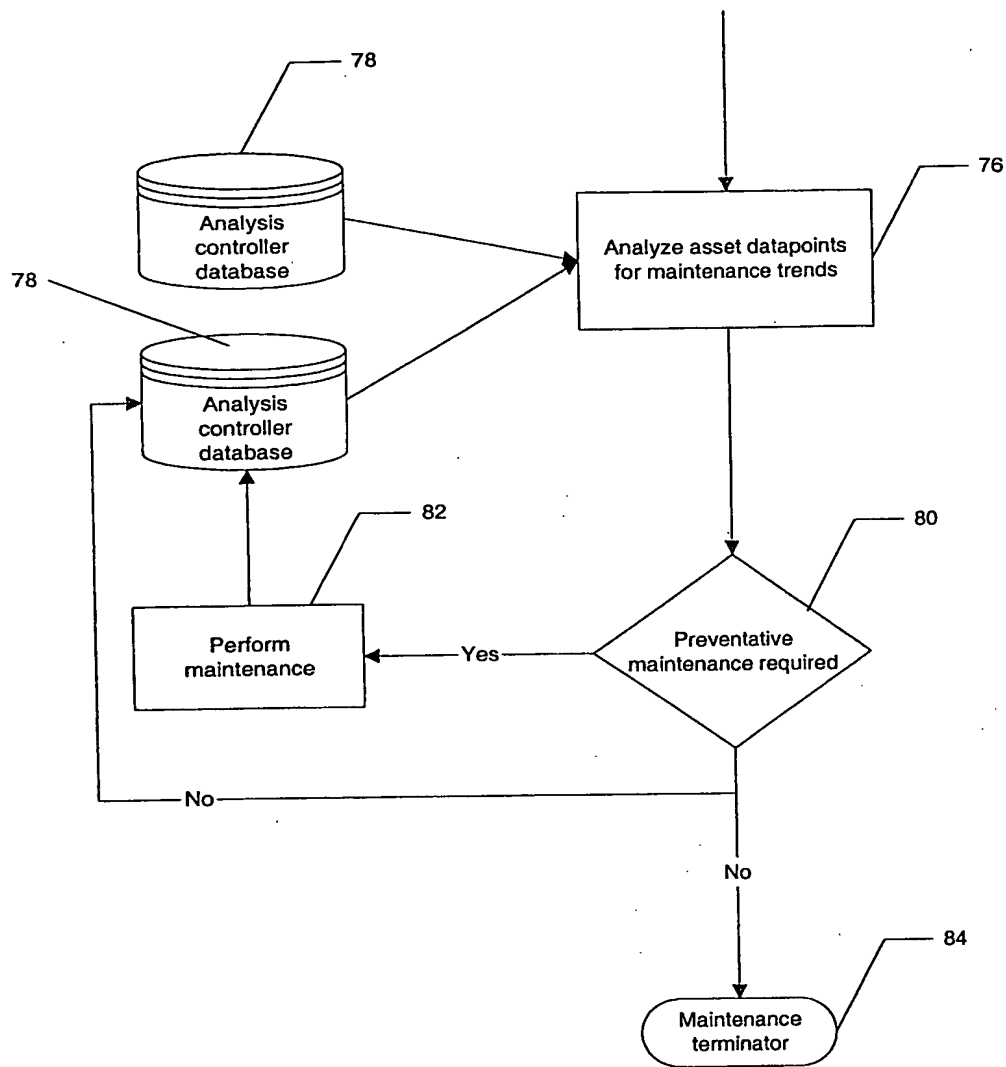 78
Analysis
controller
database
76
Analyze asset datapoints
for maintenance trends
78
Analysis
controller
database
82
80
Perform
maintenance
Yes
Preventative
maintenance required
No
No
84
Maintenance
terminator